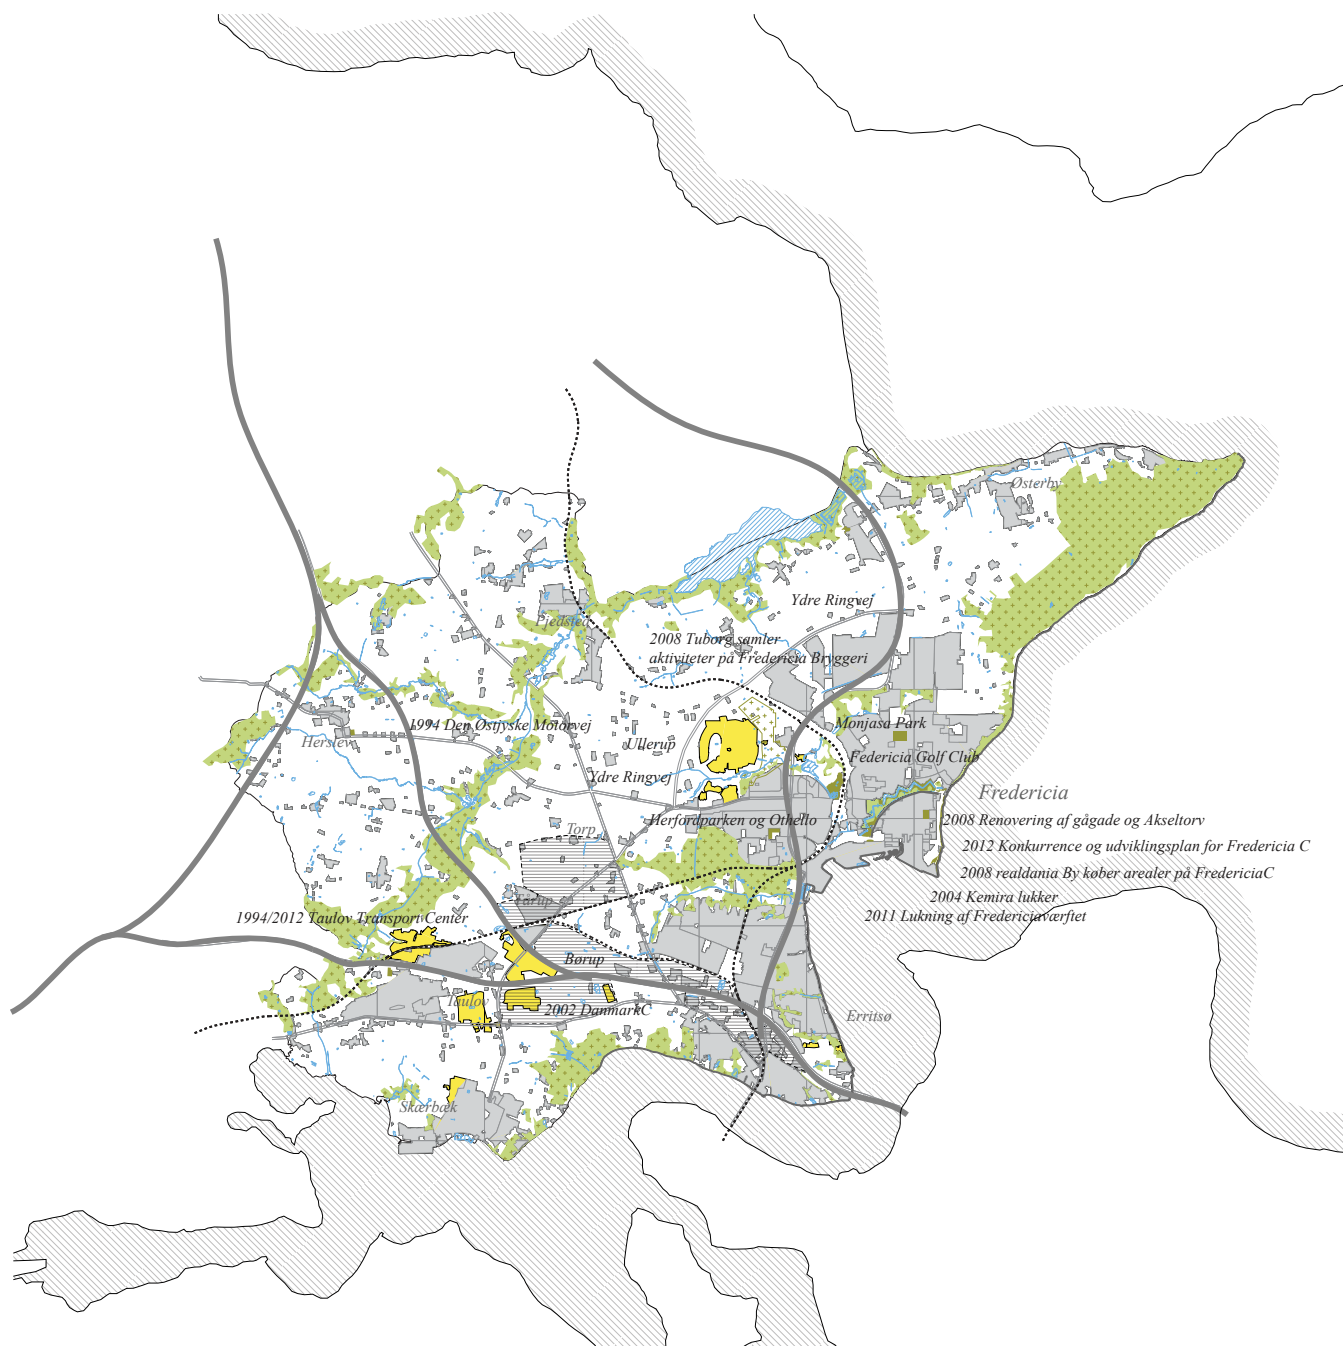 Østerby
Ydre Ringvej
Pjedsted
2008 Tuborg samler
aktiviteter på Fredericia Bryggeri
1994 Den Østjyske Motorvej
Monjasa Park
Herslev
Ullerup
Federicia Golf Club
Ydre Ringvej
Fredericia
Herfordparken og Othello
2008 Renovering af gågade og Akseltorv
Torp
2012 Konkurrence og udviklingsplan for Fredericia C
2008 realdania By køber arealer på FredericiaC
Tørup
2004 Kemira lukker
1994/2012 Taulov Transport Center
2011 Lukning af Fredericiaværftet
Børup
Taulov
2002 DanmarkC
Erritsø
Skærbæk